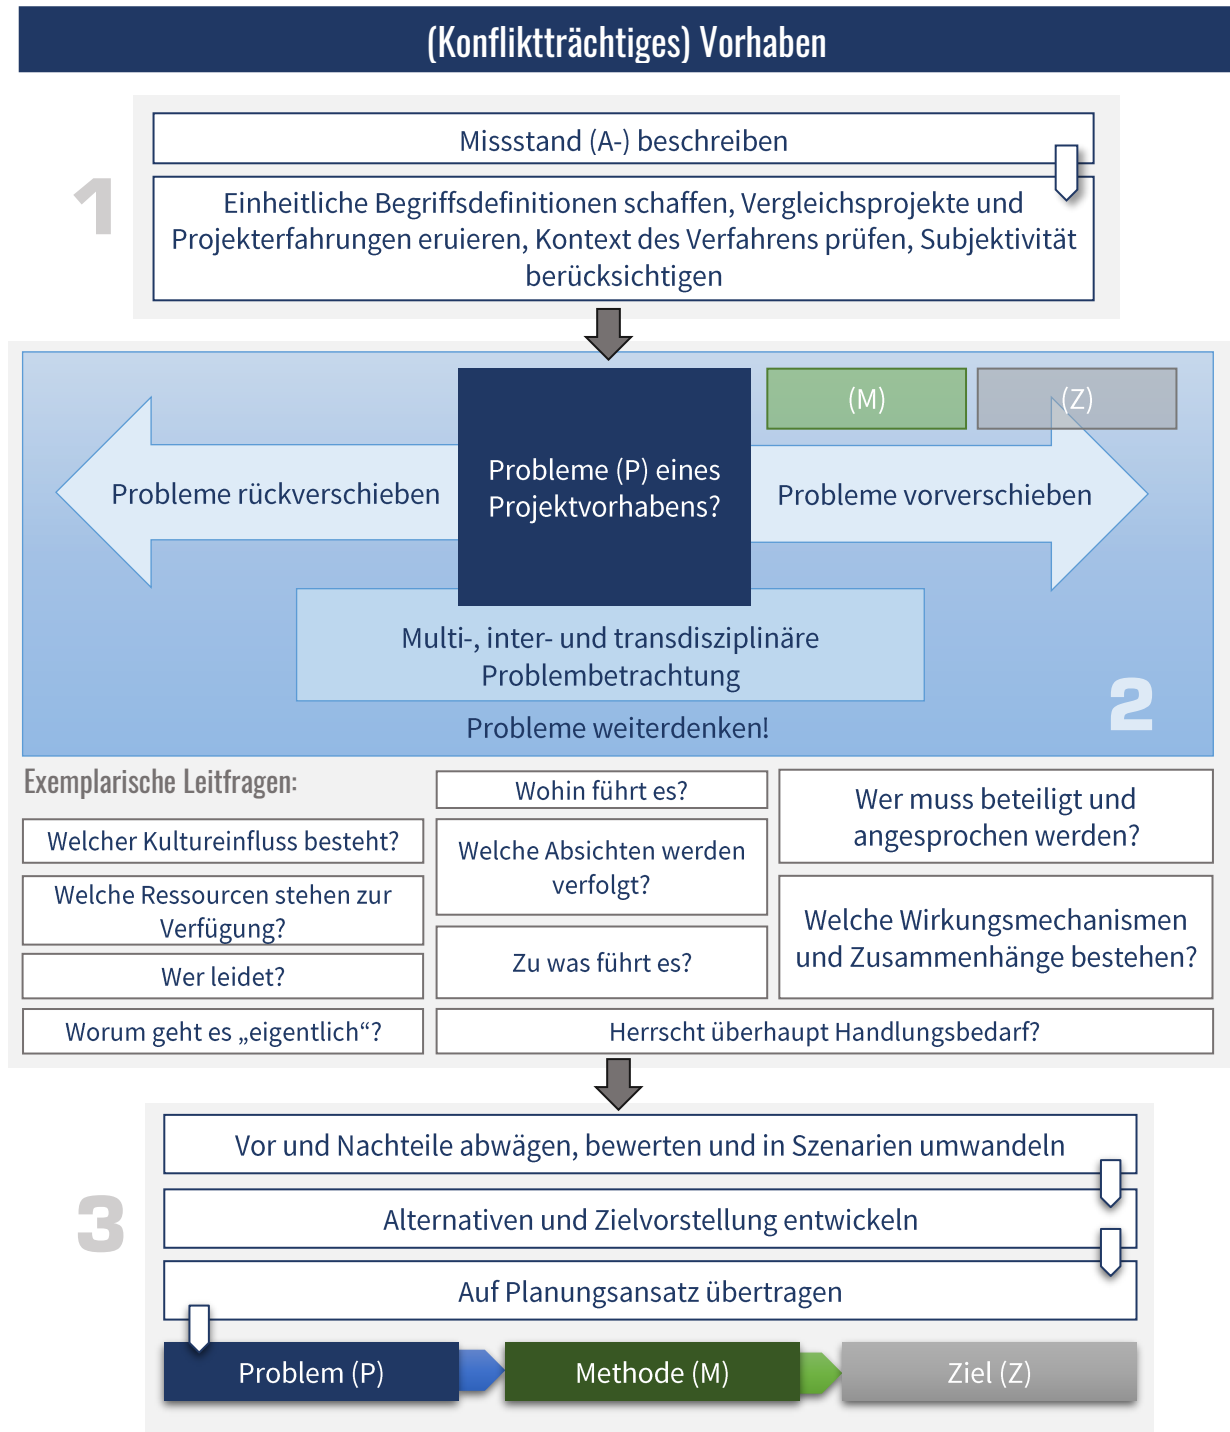 (Konfliktträchtiges) Vorhaben
1
Missstand (A-) beschreiben
Einheitliche Begriffsdefinitionen schaffen, Vergleichsprojekte und
Projekterfahrungen eruieren, Kontext des Verfahrens prüfen, Subjektivität
berücksichtigen
(M)
(Z)
Probleme rückverschieben
Probleme (P) eines
Projektvorhabens?
Probleme vorverschieben
Multi-, inter- und transdisziplinäre
Problembetrachtung
Probleme weiterdenken!
2
Exemplarische Leitfragen:
Welcher Kultureinfluss besteht?
Welche Ressourcen stehen zur
Verfügung?
Wer leidet?
Worum geht es „eigentlich“?
Wohin führt es?
Welche Absichten werden
verfolgt?
Zu was führt es?
Wer muss beteiligt und
angesprochen werden?
Welche Wirkungsmechanismen
und Zusammenhänge bestehen?
Herrscht überhaupt Handlungsbedarf?
3
Vor und Nachteile abwägen, bewerten und in Szenarien umwandeln
Alternativen und Zielvorstellung entwickeln
Auf Planungsansatz übertragen
Problem (P)
Methode (M)
Ziel (Z)